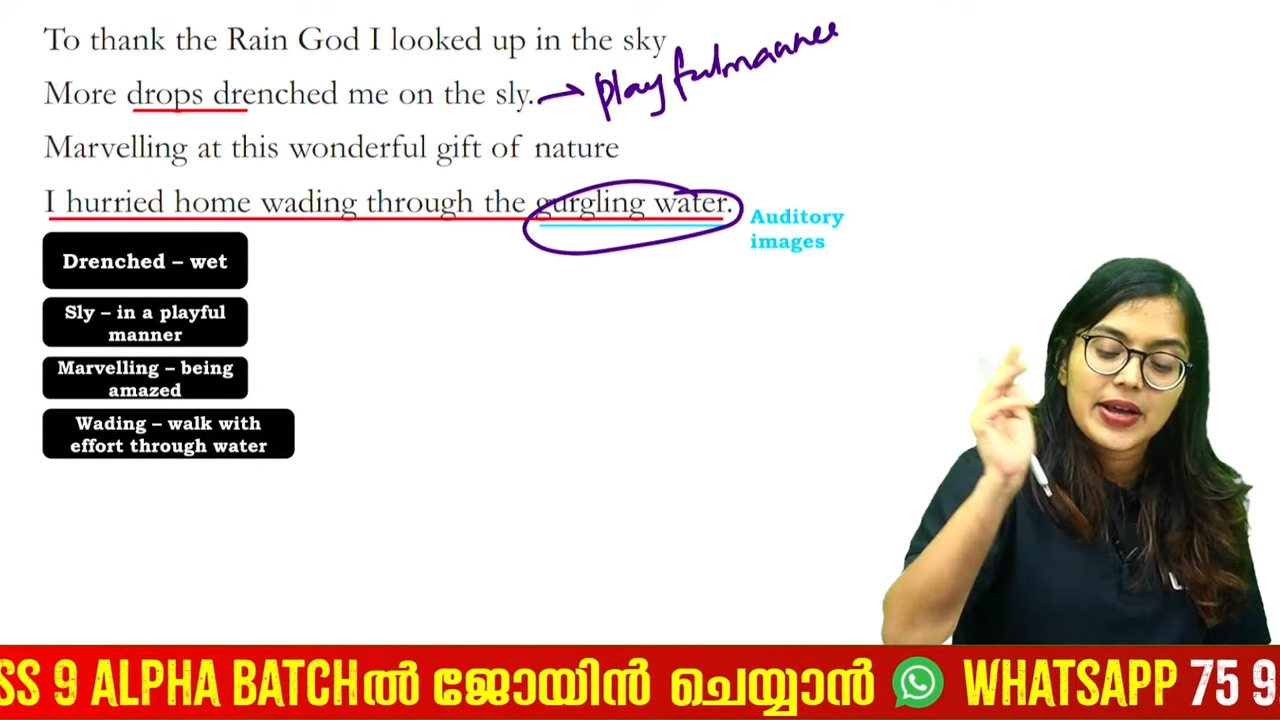 To thank the Rain God I looked up in the sky
More drops drenched me on the sly.
playfulmanner
Marvelling at this wonderful gift of nature
I hurried home wading through the gurgling water.
Auditory
images
Drenched – wet
Sly – in a playful
manner
Marvelling – being
amazed
Wading – walk with
effort through water
SS 9 ALPHA BATCHൽ ജോയിൻ ചെയ്യാൻ WHATSAPP 75 9